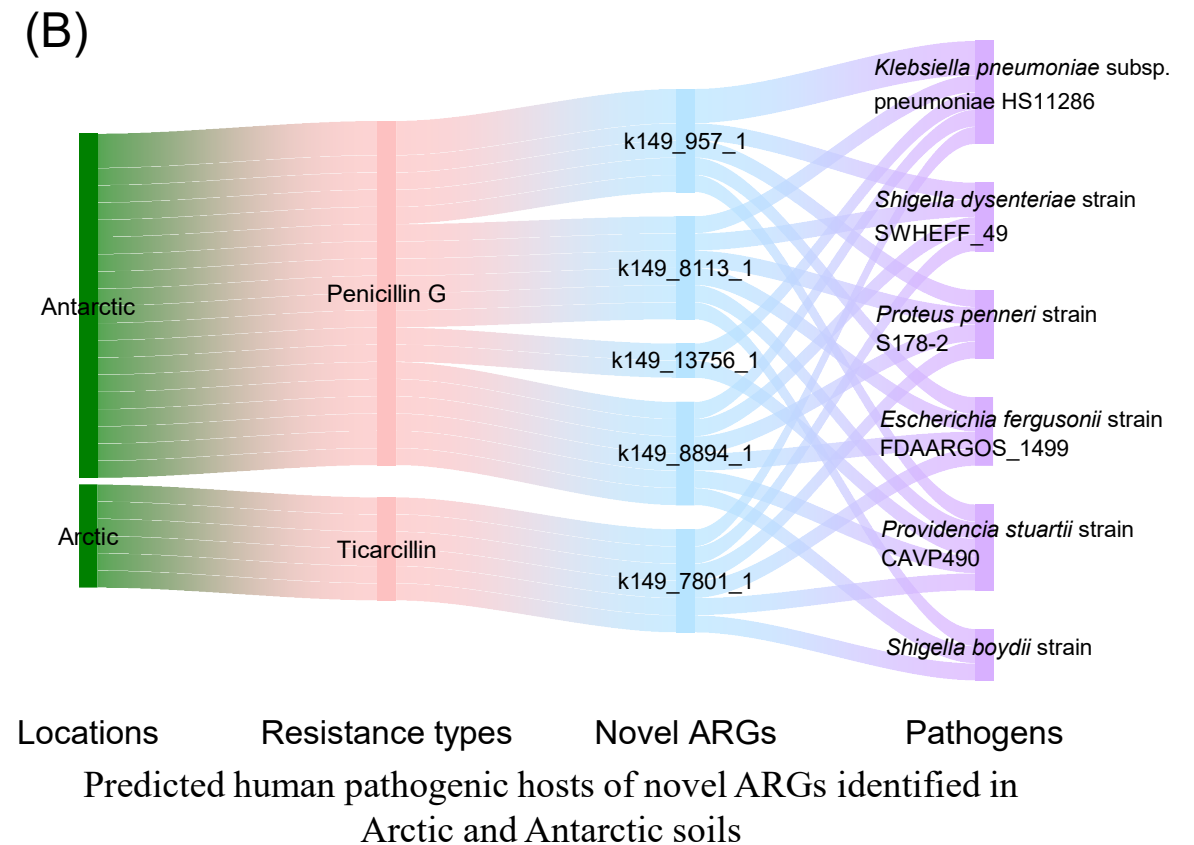 (B)
Klebsiella pneumoniae subsp.
pneumoniae HS11286
k149_957_1
Shigella dysenteriae strain
SWHEFF_49
k149_8113_1
Antarctic
Penicillin G
Proteus penneri strain
S178-2
k149_13756_1
Escherichia fergusonii strain
FDAARGOS_1499
k149_8894_1
Arctic
Ticarcillin
Providencia stuartii strain
CAVP490
k149_7801_1
Shigella boydii strain
Locations
Resistance types
Novel ARGs
Pathogens
Predicted human pathogenic hosts of novel ARGs identified in
Arctic and Antarctic soils